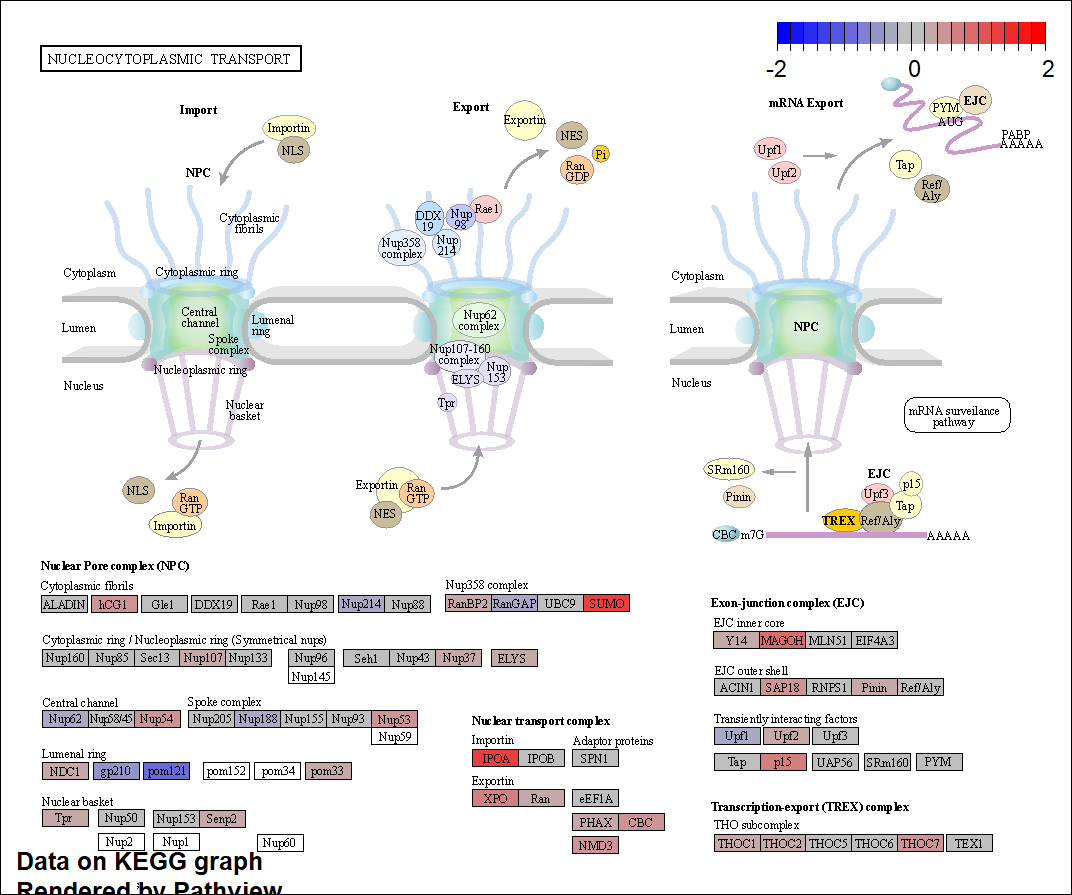 NUCLEOCYTOPLASMIC TRANSPORT
-2 0 2
Import
Importin
NLS
NPC
Cytoplasmic
fibrils
Cytoplasm
Cytoplasmic ring
Central
channel
Lumen
Lumenal
ring
Spoke
complex
Nucleoplasmic ring
Nucleus
Nuclear
basket
NLS
Ran
GTP
Importin
Export
Exportin
NES
Pi
Ran
GDP
DDX
19
Nup
98
Rae1
Nup358
complex
Nup
214
Nup62
complex
Nup107-160
complex
Nup
153
ELYS
Tpr
Exportin
Ran
GTP
NES
mRNA Export
PYM
EJC
AUG
PABP
AAAAA
Upf1
Upf2
Tap
Ref/
Aly
Cytoplasm
Lumen
NPC
Nucleus
mRNA surveilance
pathway
SRm160
Pinin
EJC
Upf3
p15
Tap
TREX
Ref/Aly
CBC m7G
AAAAA
Nuclear Pore complex (NPC)
Cytoplasmic fibrils
ALADIN hCG1 Gle1 DDX19 Rae1 Nup98 Nup214 Nup88
Nup358 complex
RanBP2 RanGAP UBC9 SUMO
Cytoplasmic ring / Nucleoplasmic ring (Symmetrical nups)
Nup160 Nup85 Sec13 Nup107 Nup133 Nup96 Seh1 Nup43 Nup37 ELYS
Nup145
Central channel
Nup62 Nup58/45 Nup54
Spoke complex
Nup205 Nup188 Nup155 Nup93 Nup53
Nup59
Lumenal ring
NDC1 gp210 pom121 pom152 pom34 pom33
Nuclear basket
Tpr Nup50 Nup153 Senp2
Nup2 Nup1 Nup60
Data on KEGG graph
Rendered by Pathview
Nuclear transport complex
Importin
IPOA IPOB
Adaptor proteins
SPN1
Exportin
XPO Ran eEF1A
PHAX CBC
NMD3
Exon-junction complex (EJC)
EJC inner core
Y14 MAGOH MLN51 EIF4A3
EJC outer shell
ACIN1 SAP18 RNPS1 Pinin Ref/Aly
Transiently interacting factors
Upf1 Upf2 Upf3
Tap p15 UAP56 SRm160 PYM
Transcription-export (TREX) complex
THO subcomplex
THOC1 THOC2 THOC5 THOC6 THOC7 TEX1